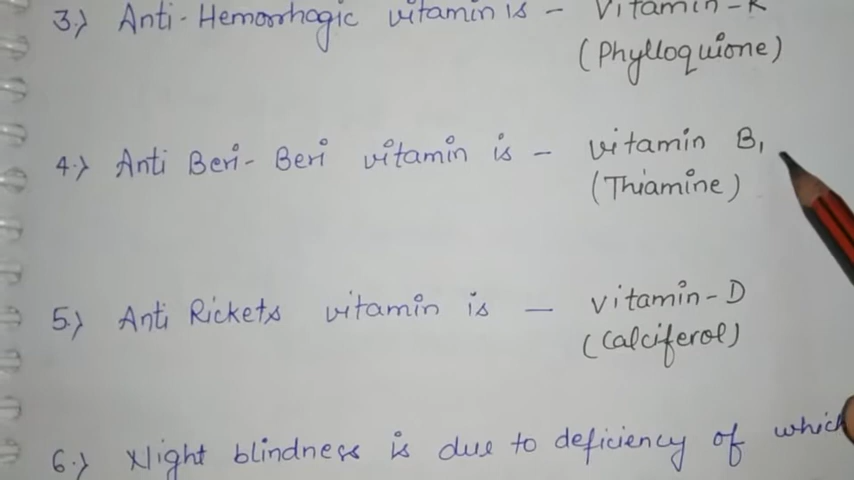 3.) Anti-Hemorrhagic vitamin is - Vitamin-K
(Phylloquione)
4.) Anti Beri-Beri vitamin is - vitamin B1
(Thiamine)
5.) Anti Rickets vitamin is - vitamin-D
(Calciferol)
6.) Night blindness is due to deficiency of which